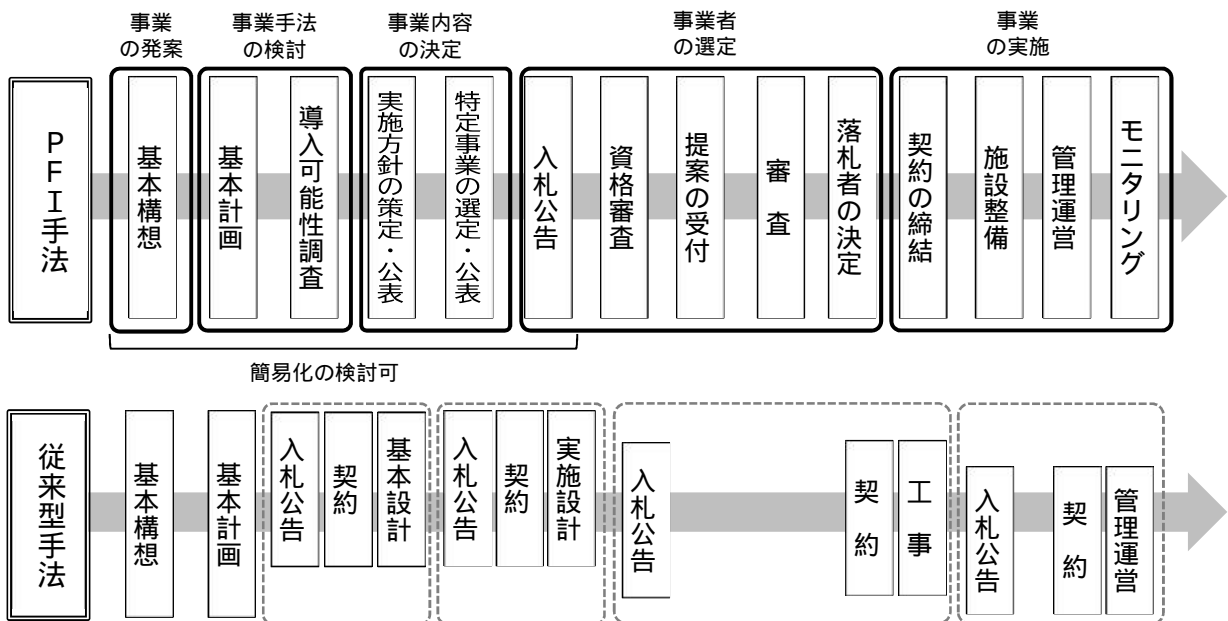 事業
の発案
事業手法
の検討
事業内容
の決定
事業者
の選定
事業
の実施
PFI手法
基本構想
基本計画
導入可能性調査
実施方針の策定・公表
特定事業の選定・公表
入札公告
資格審査
提案の受付
審査
落札者の決定
契約の締結
施設整備
管理運営
モニタリング
簡易化の検討可
従来型手法
基本構想
基本計画
入札公告
契約
基本設計
入札公告
契約
実施設計
入札公告
契約
工事
入札公告
契約
管理運営